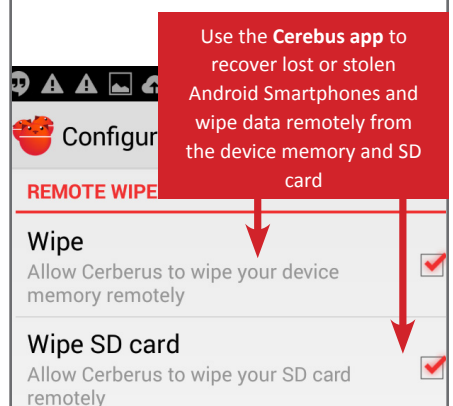 Use the Cerebus app to
recover lost or stolen
Android Smartphones and
wipe data remotely from
the device memory and SD
card
Configur
REMOTE WIPE
Wipe
Allow Cerberus to wipe your device
memory remotely
Wipe SD card
Allow Cerberus to wipe your SD card
remotely